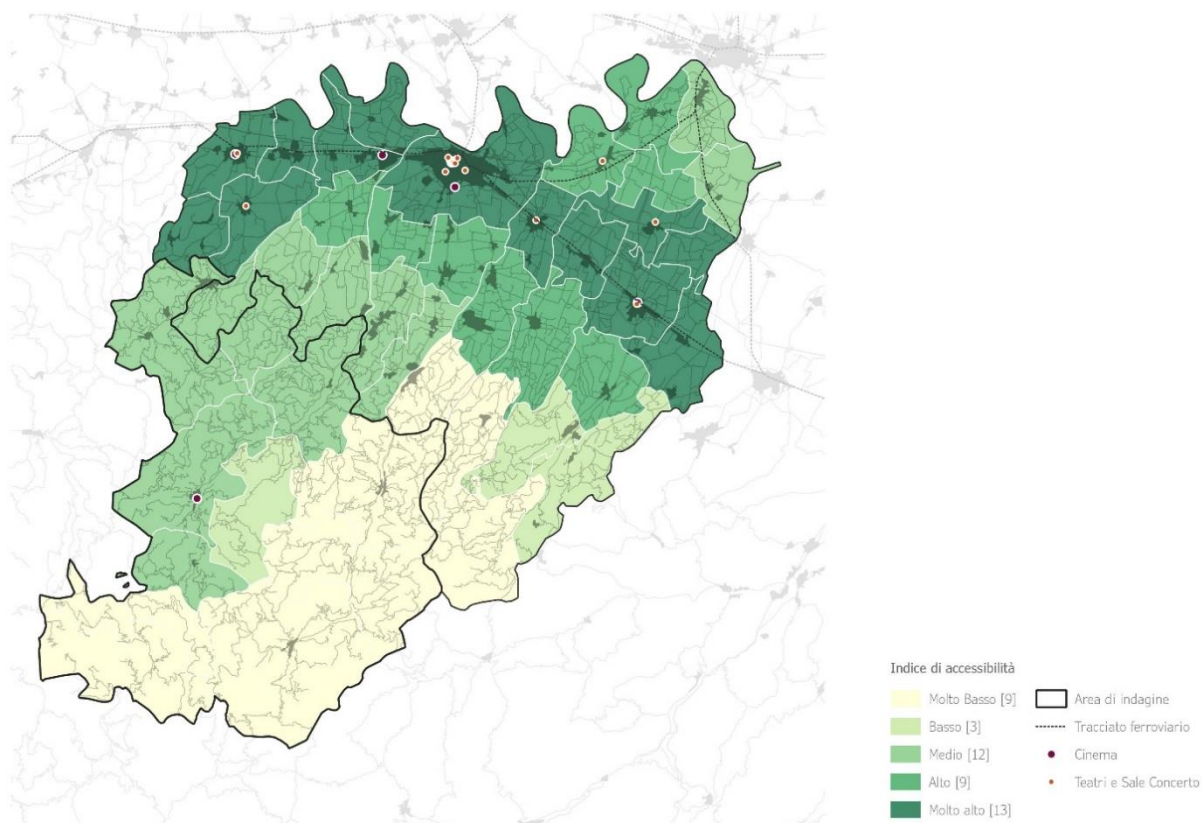 Indice di accessibilità
Molto Basso [9]
Basso [3]
Medio [12]
Alto [9]
Molto alto [13]
Area di indagine
Tracciato ferroviario
Cinema
Teatri e Sale Concerto